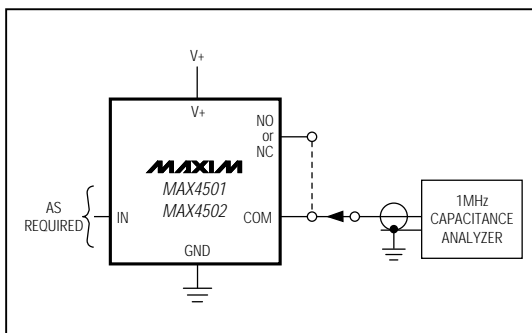 V+
V+
NO
or
NC
MAXIM
MAX4501
MAX4502
AS
REQUIRED
IN
COM
GND
1MHz
CAPACITANCE
ANALYZER